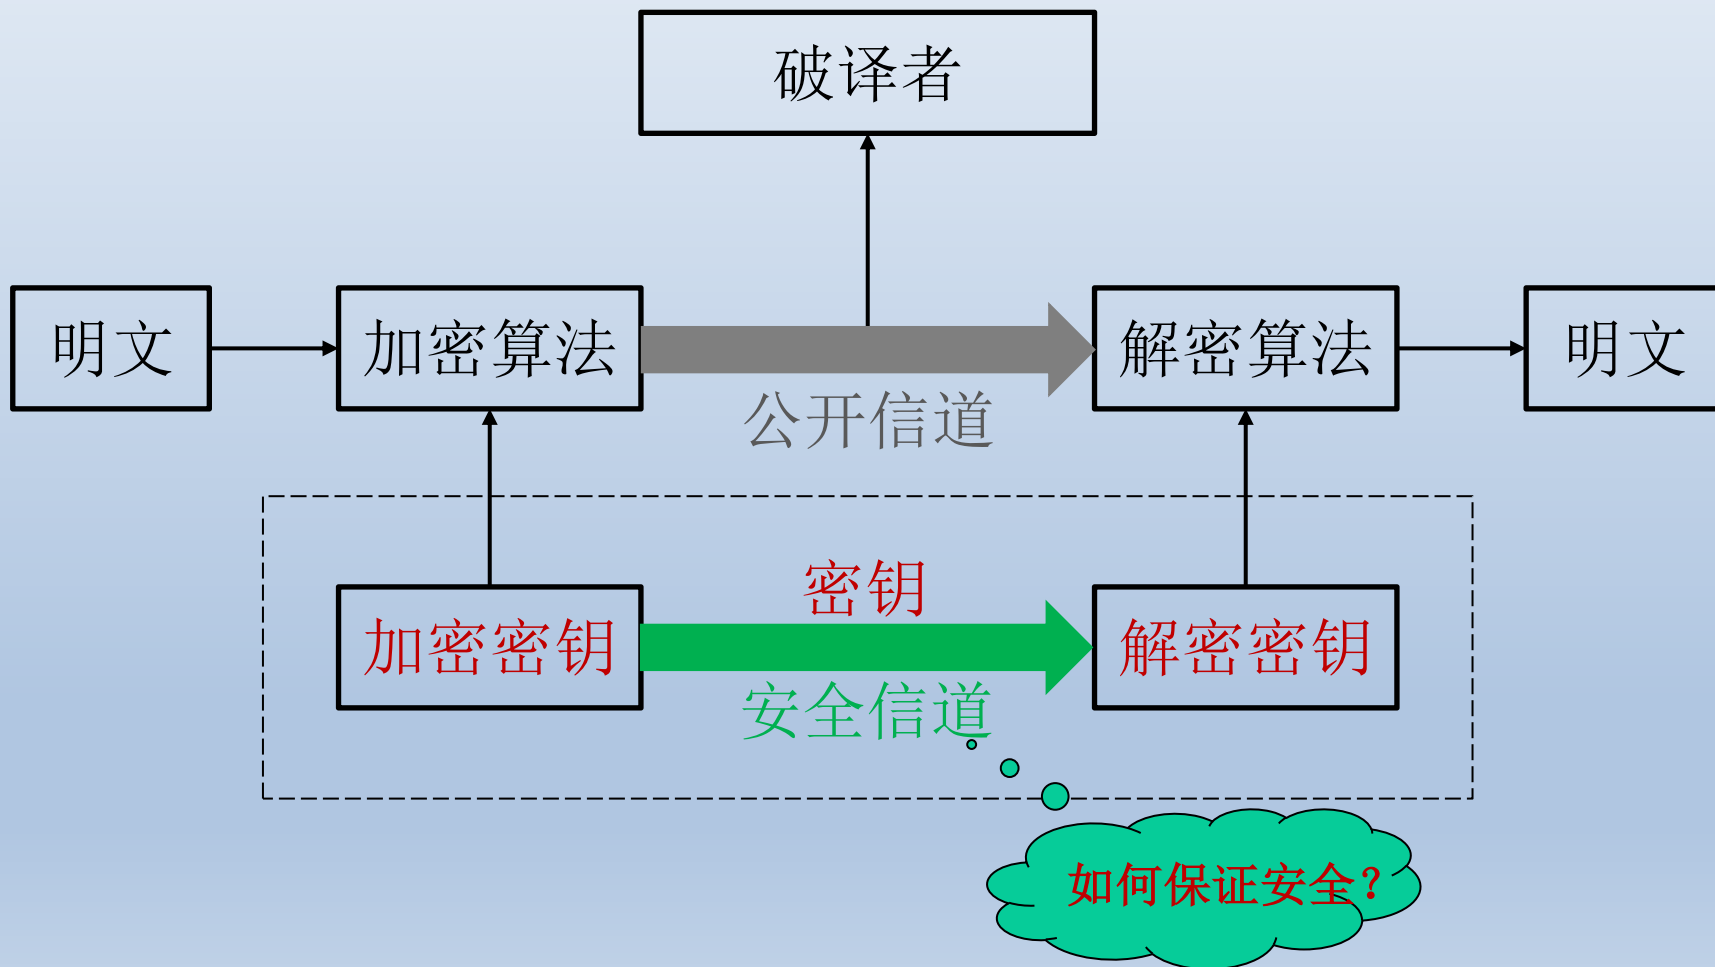 破译者
明文
加密算法
解密算法
明文
公开信道
密钥
加密密钥
解密密钥
安全信道
如何保证安全？